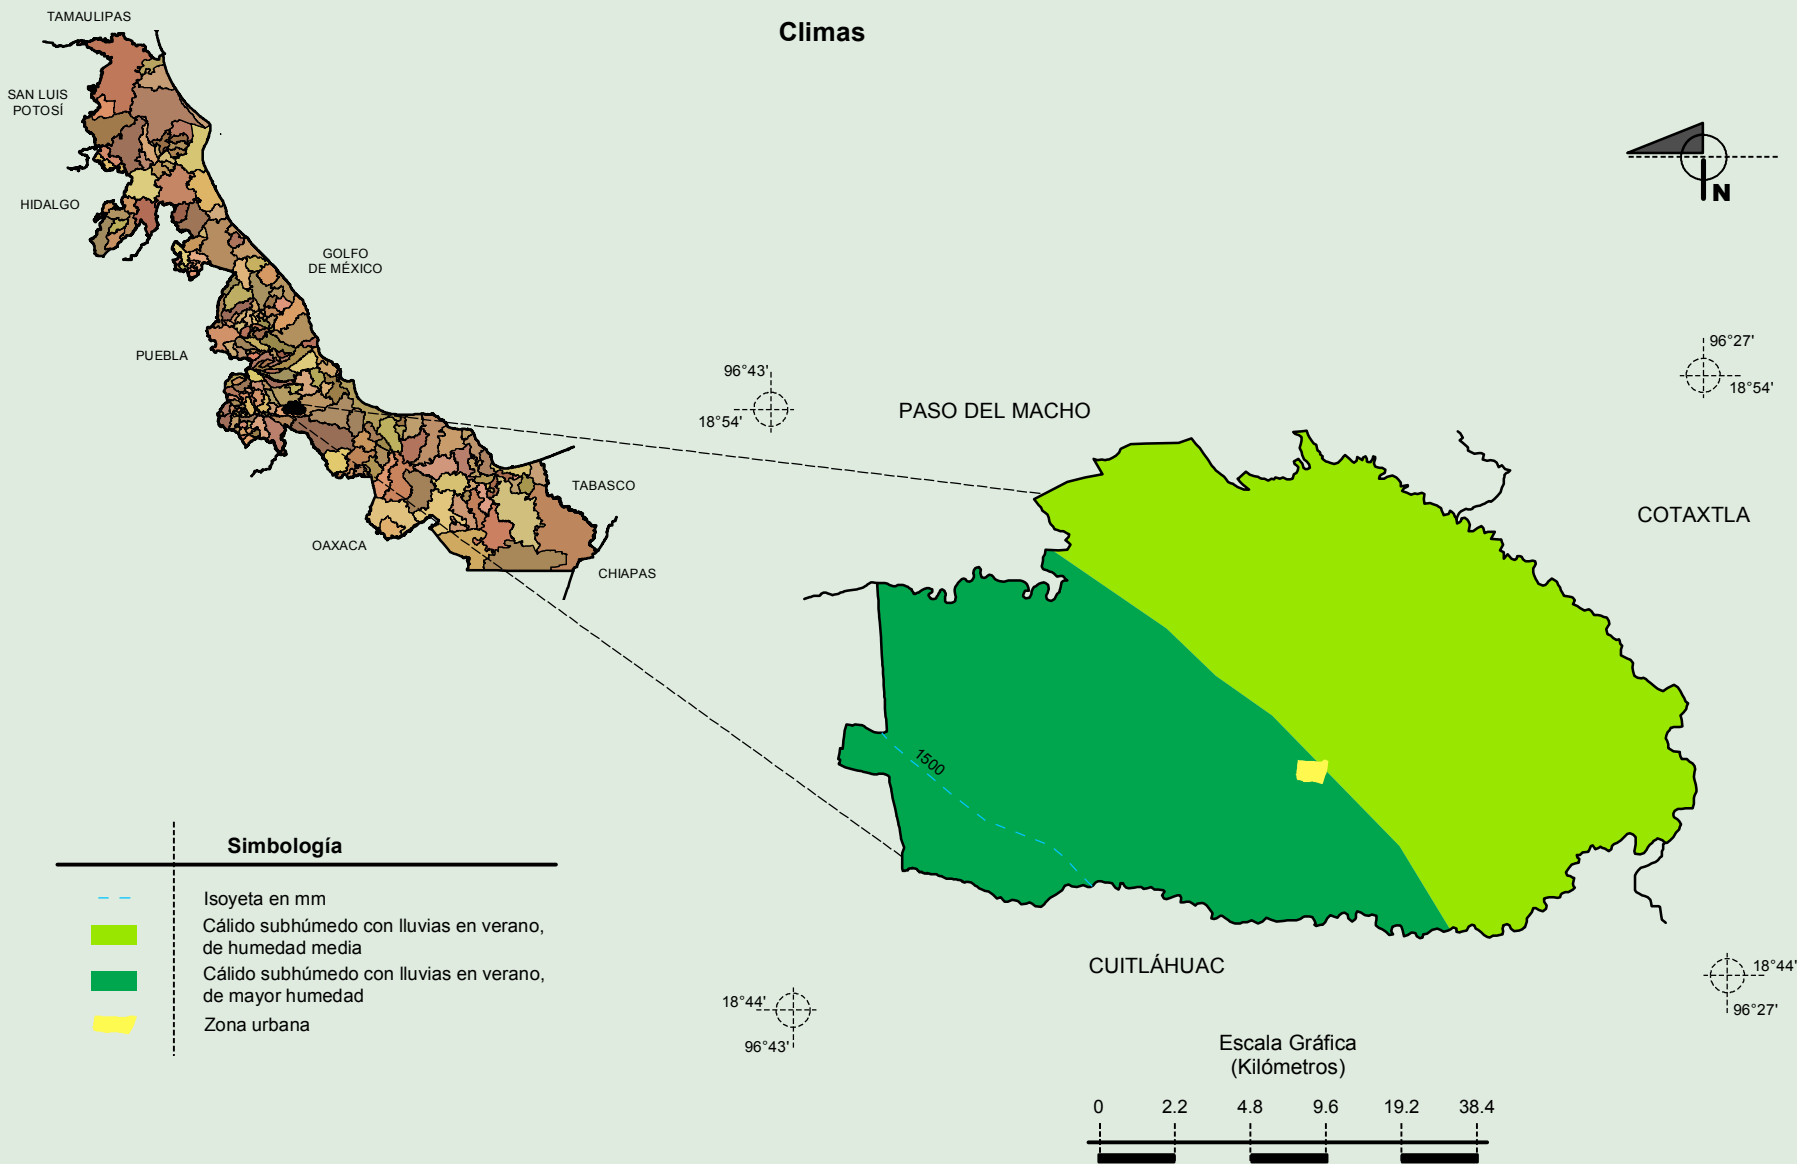 Climas
TAMAULIPAS
SAN LUIS
POTOSÍ
HIDALGO
GOLFO
DE MÉXICO
PUEBLA
TABASCO
OAXACA
CHIAPAS
N
96°43'
18°54'
96°27'
18°54'
PASO DEL MACHO
COTAXTLA
1500
CUITLÁHUAC
18°44'
96°43'
18°44'
96°27'
Simbología
Isoyeta en mm
Cálido subhúmedo con lluvias en verano,
de humedad media
Cálido subhúmedo con lluvias en verano,
de mayor humedad
Zona urbana
Escala Gráfica
(Kilómetros)
0 2.2 4.8 9.6 19.2 38.4